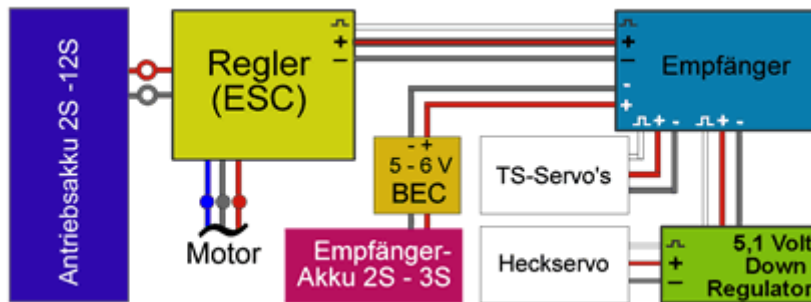 Antriebsakku 2S -12S
Regler
(ESC)
+
−
+
−
Empfänger
-
+
+ -
+ -
- +
5 - 6 V
BEC
TS-Servo's
Motor
Empfänger-
Akku 2S - 3S
Heckservo
+
−
5,1 Volt
Down
Regulator